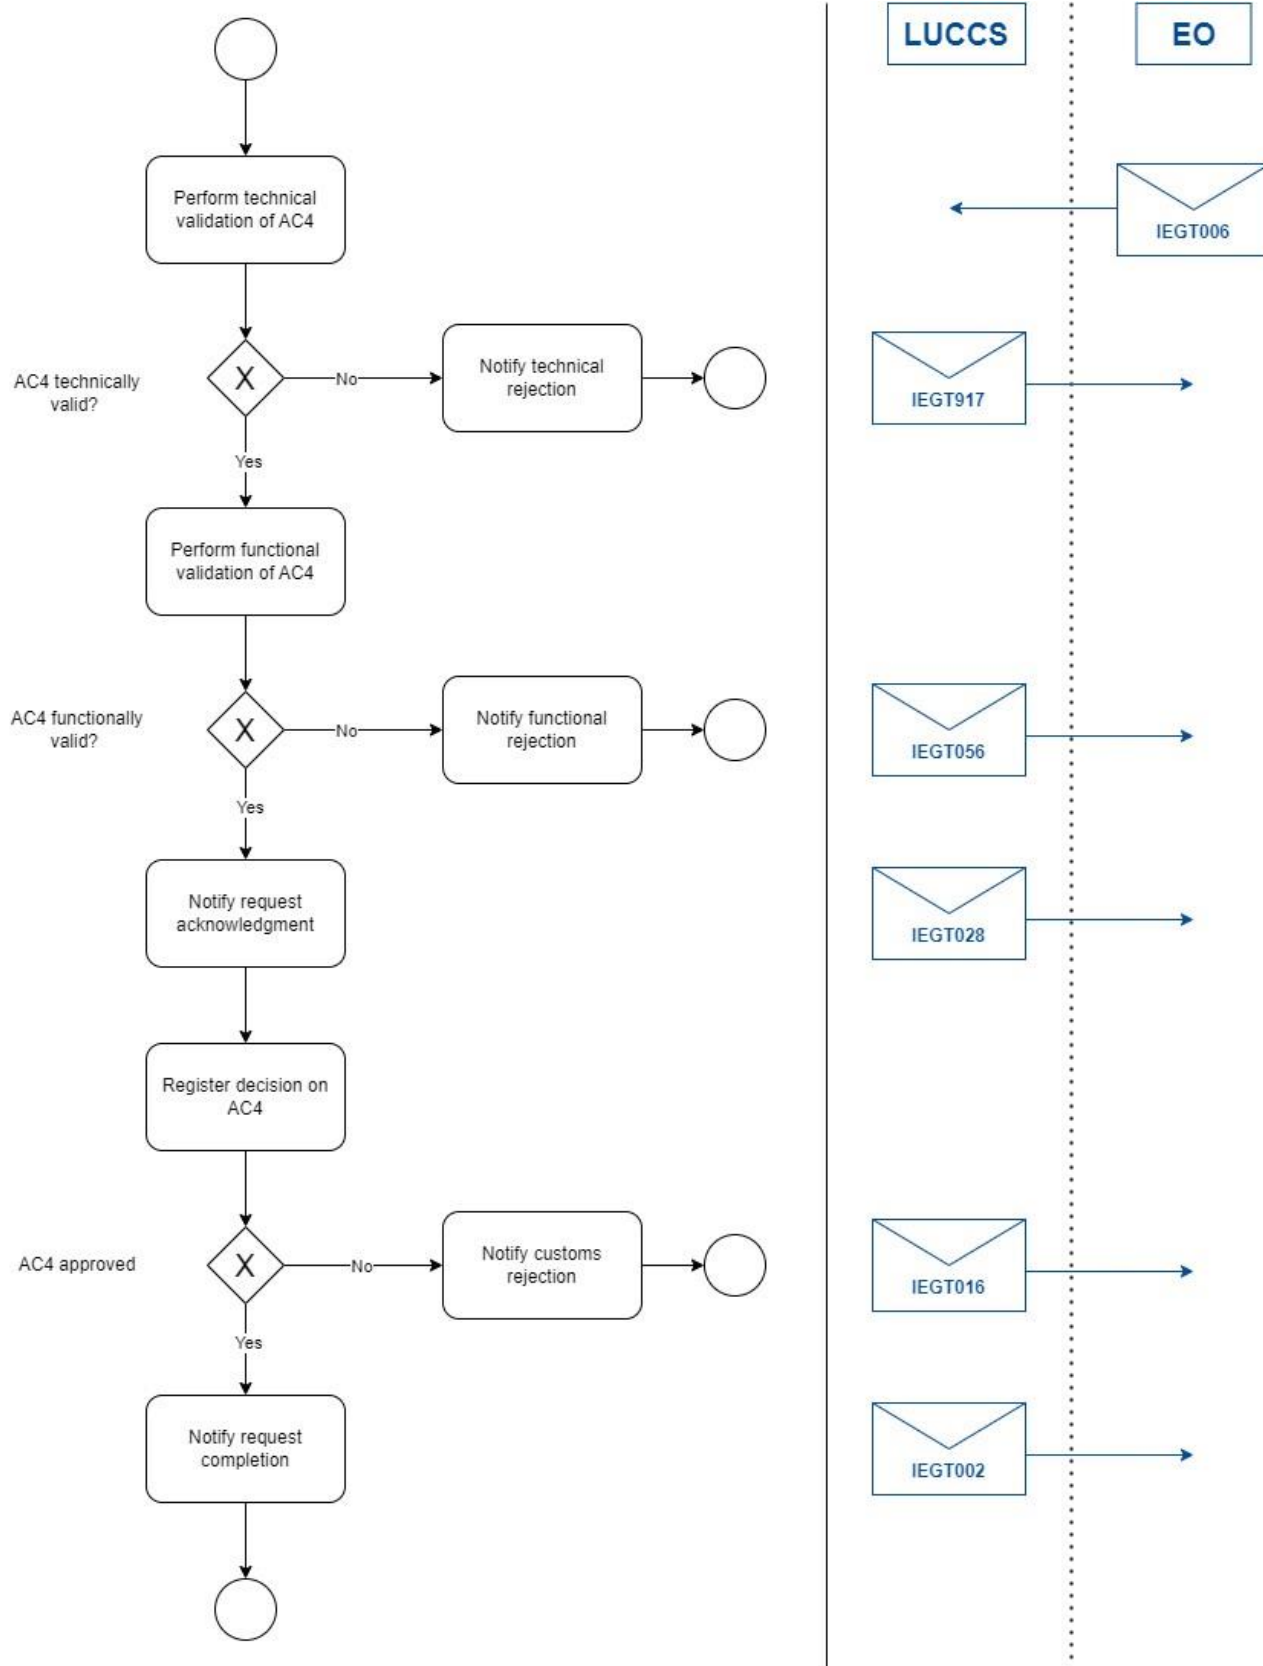 LUCCS
EO
Perform technical
validation of AC4
IEGT006
AC4 technically
valid?
X
No
Notify technical
rejection
IEGT917
Yes
Perform functional
validation of AC4
AC4 functionally
valid?
X
No
Notify functional
rejection
IEGT056
Yes
Notify request
acknowledgment
IEGT028
Register decision on
AC4
AC4 approved
X
No
Notify customs
rejection
IEGT016
Yes
Notify request
completion
IEGT002